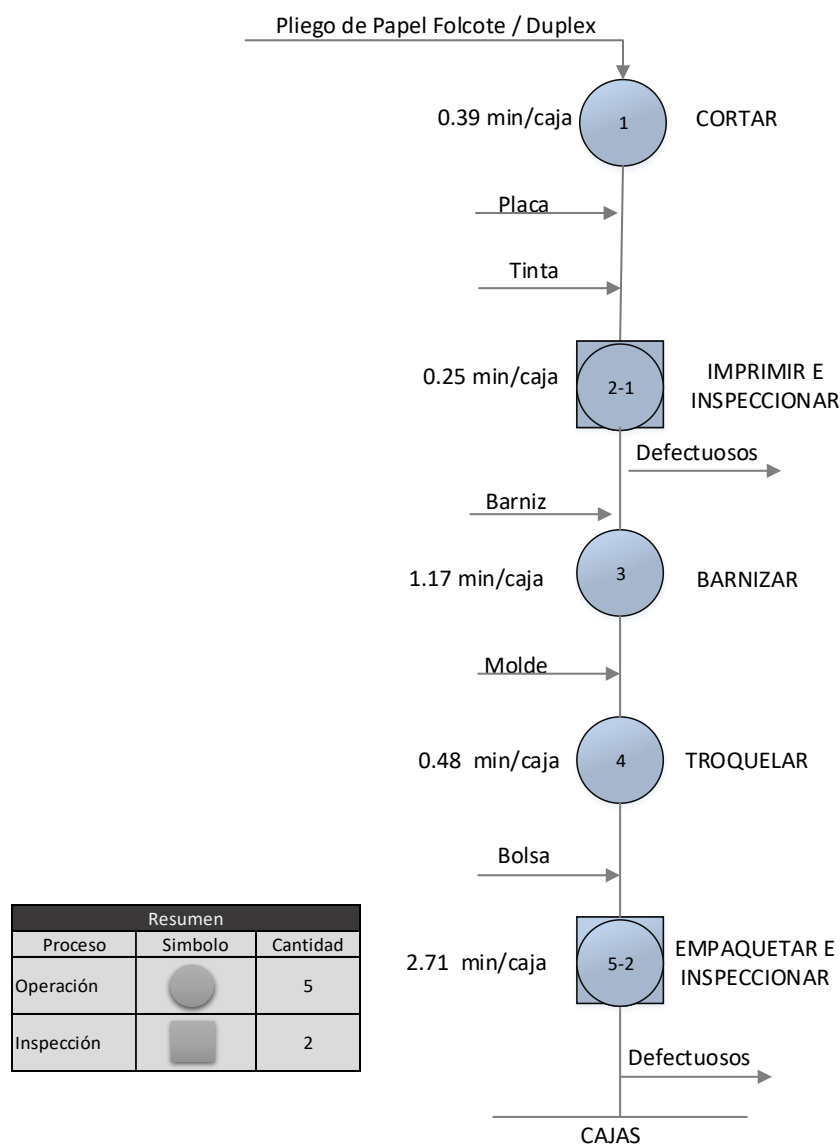 Pliego de Papel Folcote / Duplex
0.39 min/caja
1
CORTAR
Placa
Tinta
0.25 min/caja
2-1
IMPRIMIR E
INSPECCIONAR
Defectuosos
Barniz
1.17 min/caja
3
BARNIZAR
Molde
0.48 min/caja
4
TROQUELAR
Bolsa
2.71 min/caja
5-2
EMPAQUETAR E
INSPECCIONAR
Defectuosos
CAJAS
Resumen
Proceso Simbolo Cantidad
Operación 5
Inspección 2